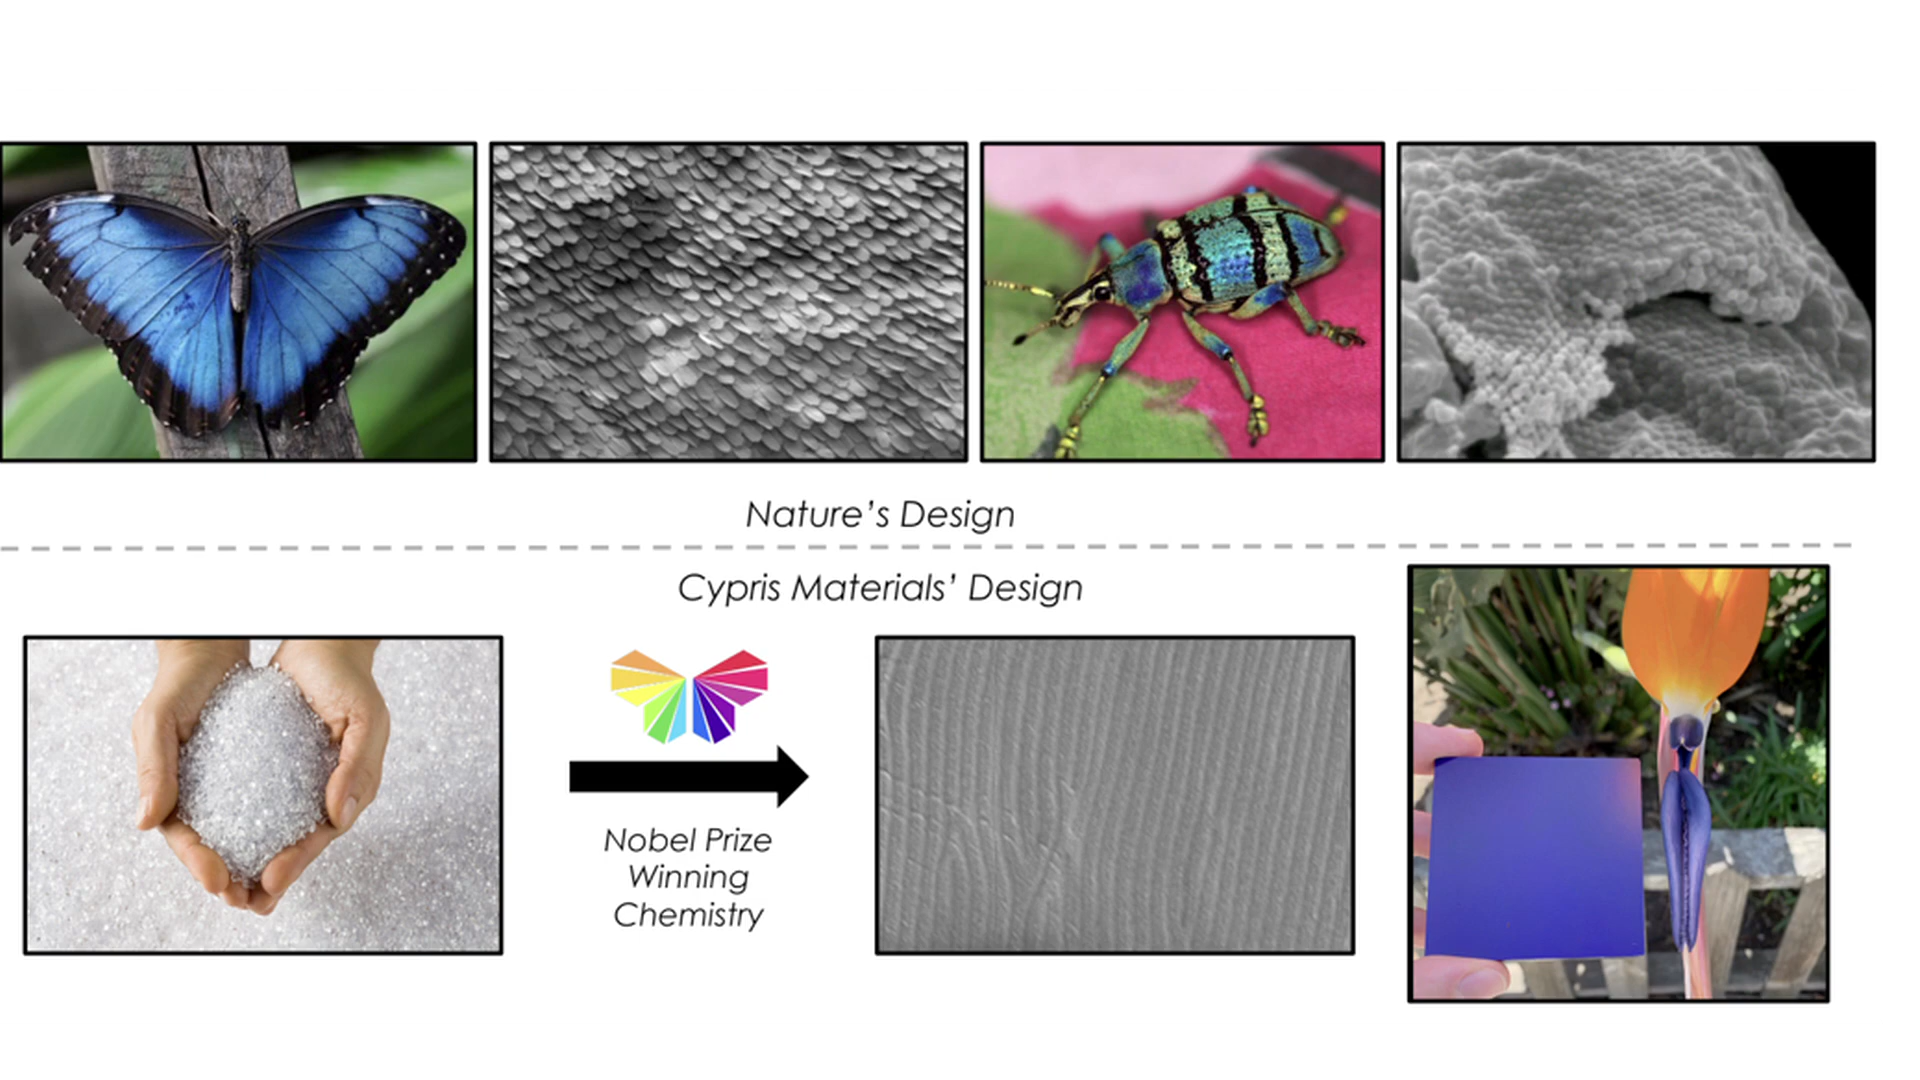 Nature’s Design
Cypris Materials’ Design
Nobel Prize
Winning
Chemistry